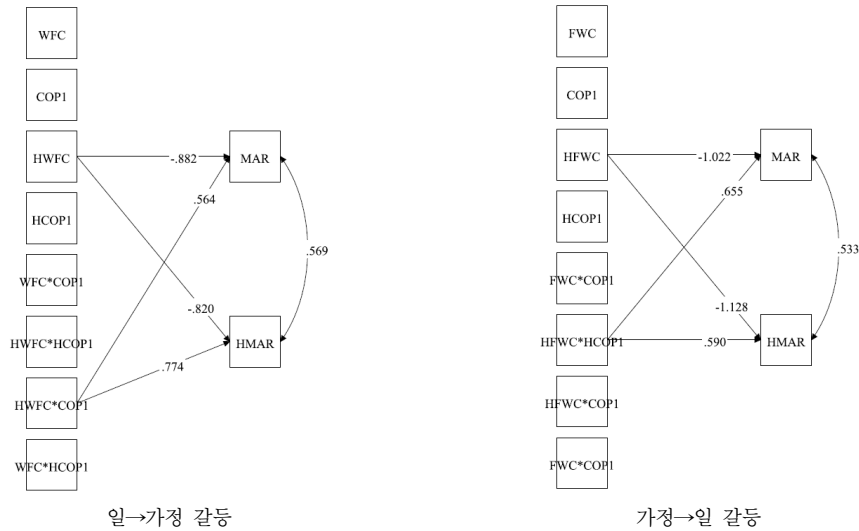 WFC
COP1
HWFC
HCOP1
WFC*COP1
HWFC*HCOP1
HWFC*COP1
WFC*HCOP1
-.882
.564
-.820
.774
MAR
HMAR
.569
일→가정 갈등
FWC
COP1
HFWC
HCOP1
FWC*COP1
HFWC*HCOP1
HFWC*COP1
FWC*COP1
-1.022
.655
-1.128
.590
MAR
HMAR
.533
가정→일 갈등